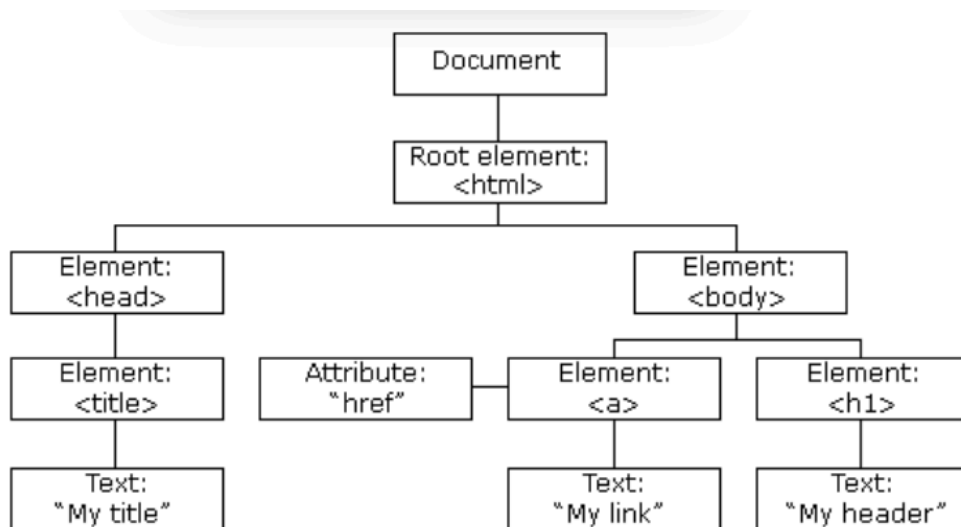 Document
Root element:
<html>
Element:
<head>
Element:
<body>
Element:
<title>
Attribute:
“href”
Element:
<a>
Element:
<h1>
Text:
“My title”
Text:
“My link”
Text:
“My header”